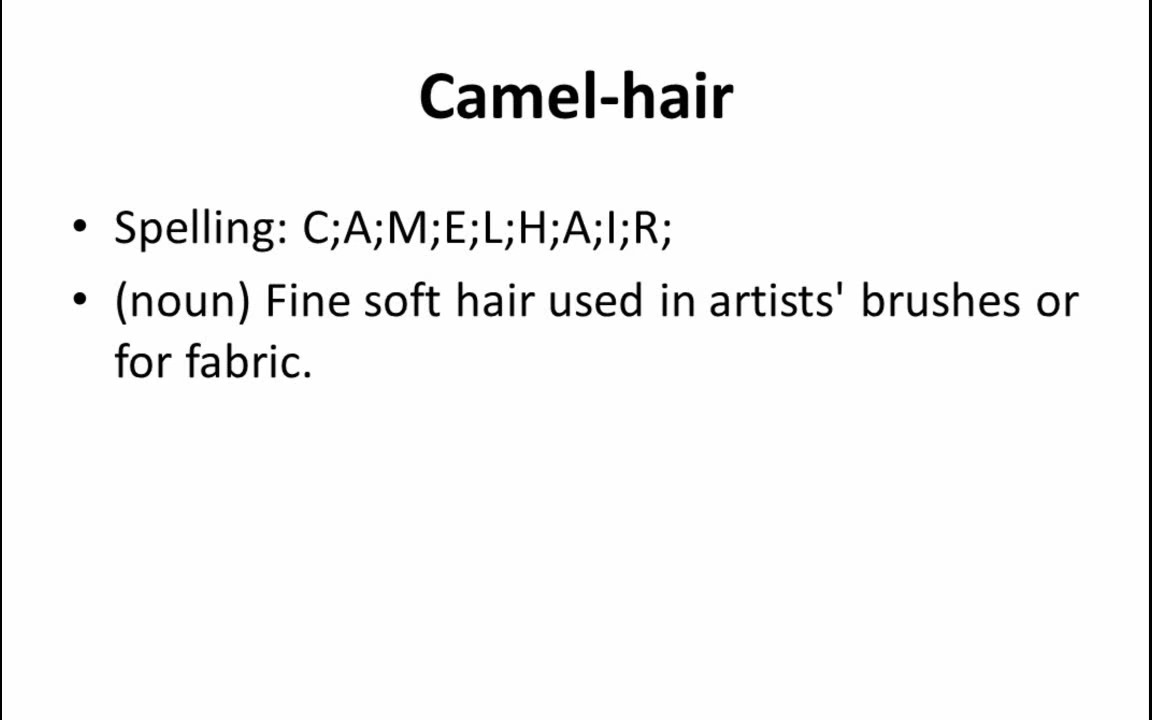 Camel-hair
• Spelling: C;A;M;E;L;H;A;I;R;
• (noun) Fine soft hair used in artists' brushes or
for fabric.